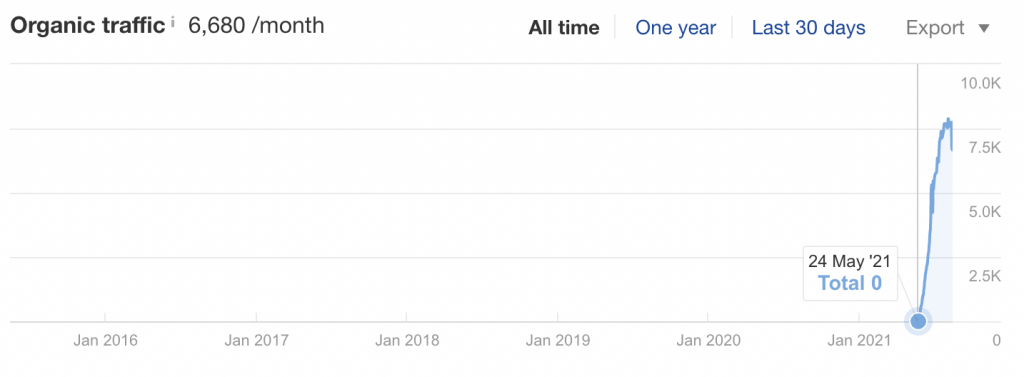 Organic traffic i 6,680 /month
All time One year Last 30 days Export
10.0K
7.5K
5.0K
24 May '21
Total 0
2.5K
Jan 2016 Jan 2017 Jan 2018 Jan 2019 Jan 2020 Jan 2021 0